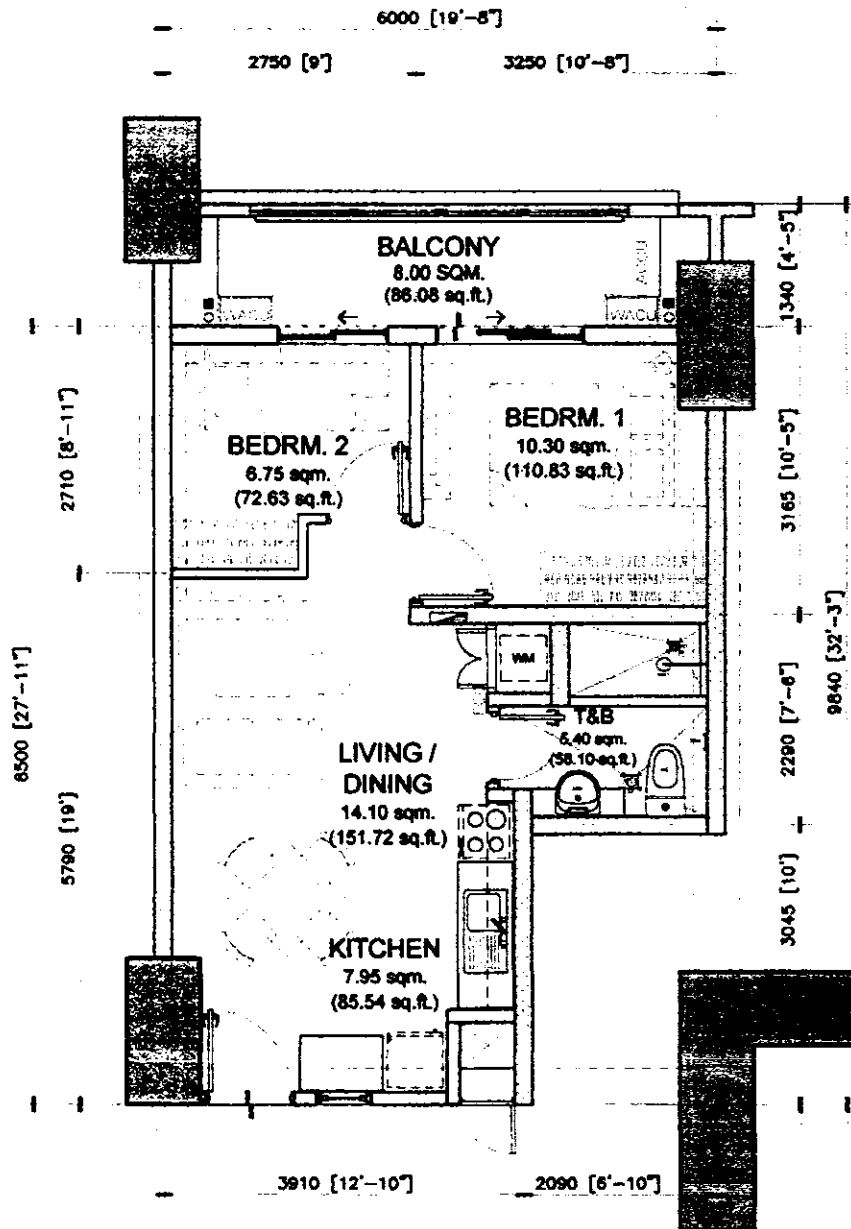 6000 [19'-8"]
2750 [9']
3250 [10'-8"]
BALCONY
8.00 SQM.
(86.08 sq.ft.)
ACCU
WACU
WACU
1340 [4'-5"]
BEDRM. 2
6.75 sqm.
(72.63 sq.ft.)
BEDRM. 1
10.30 sqm.
(110.83 sq.ft.)
2710 [8'-11"]
3165 [10'-5"]
9840 [32'-3"]
WM
T&B
5.40 sqm.
(58.10 sq.ft.)
2290 [7'-6"]
8500 [27'-11"]
5790 [19']
LIVING /
DINING
14.10 sqm.
(151.72 sq.ft.)
3045 [10']
KITCHEN
7.95 sqm.
(85.54 sq.ft.)
3910 [12'-10"]
2090 [6'-10"]